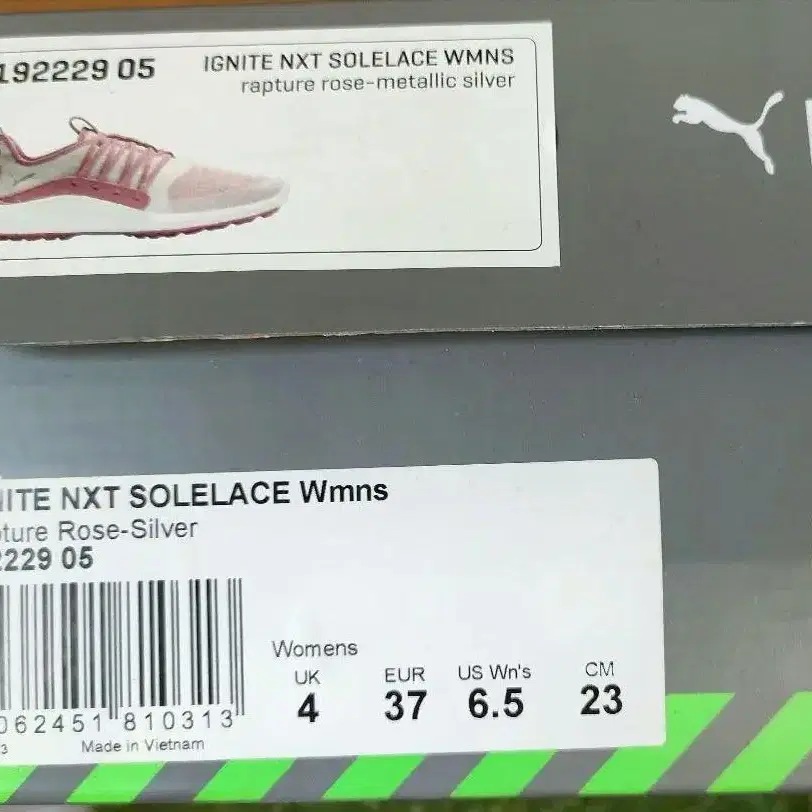 192229 05
IGNITE NXT SOLELACE WMNS
rapture rose-metallic silver
NITE NXT SOLELACE Wmns
pture Rose-Silver
2229 05
Womens
UK EUR US Wn's CM
4 37 6.5 23
062451 810313
3
Made in Vietnam